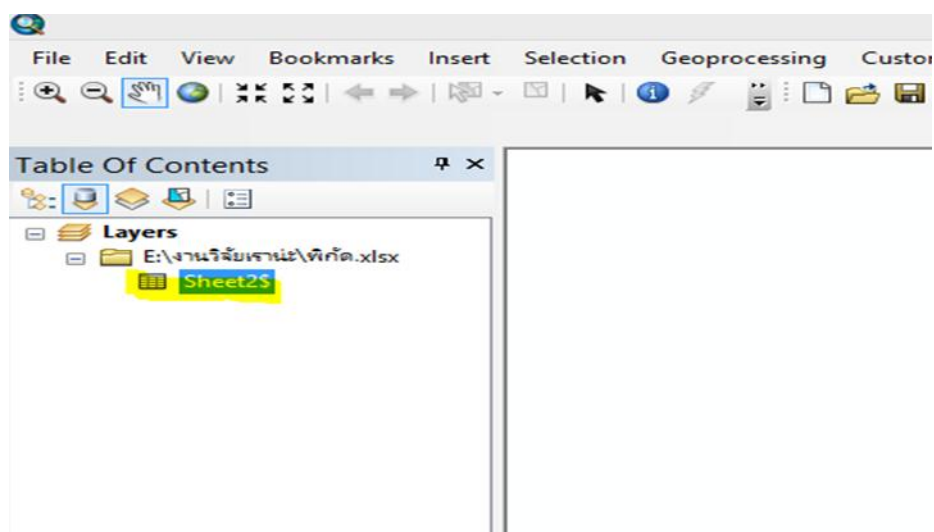 File Edit View Bookmarks Insert Selection Geoprocessing Custor
Table Of Contents
Layers
E:\งานวิจัยเราน่ะ\พิกัด.xlsx
Sheet2$